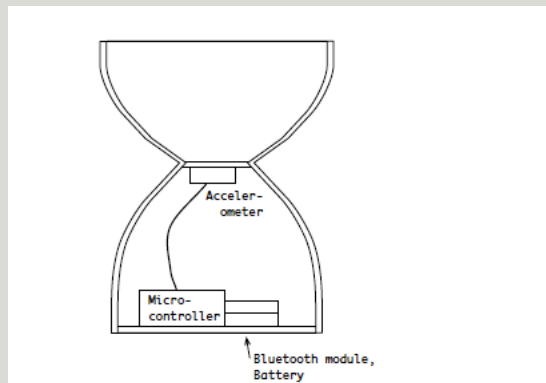 Acceler-
ometer
Micro-
controller
Bluetooth module,
Battery